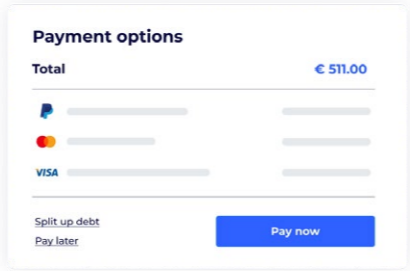 Payment options
Total € 511.00
VISA
Split up debt
Pay later
Pay now